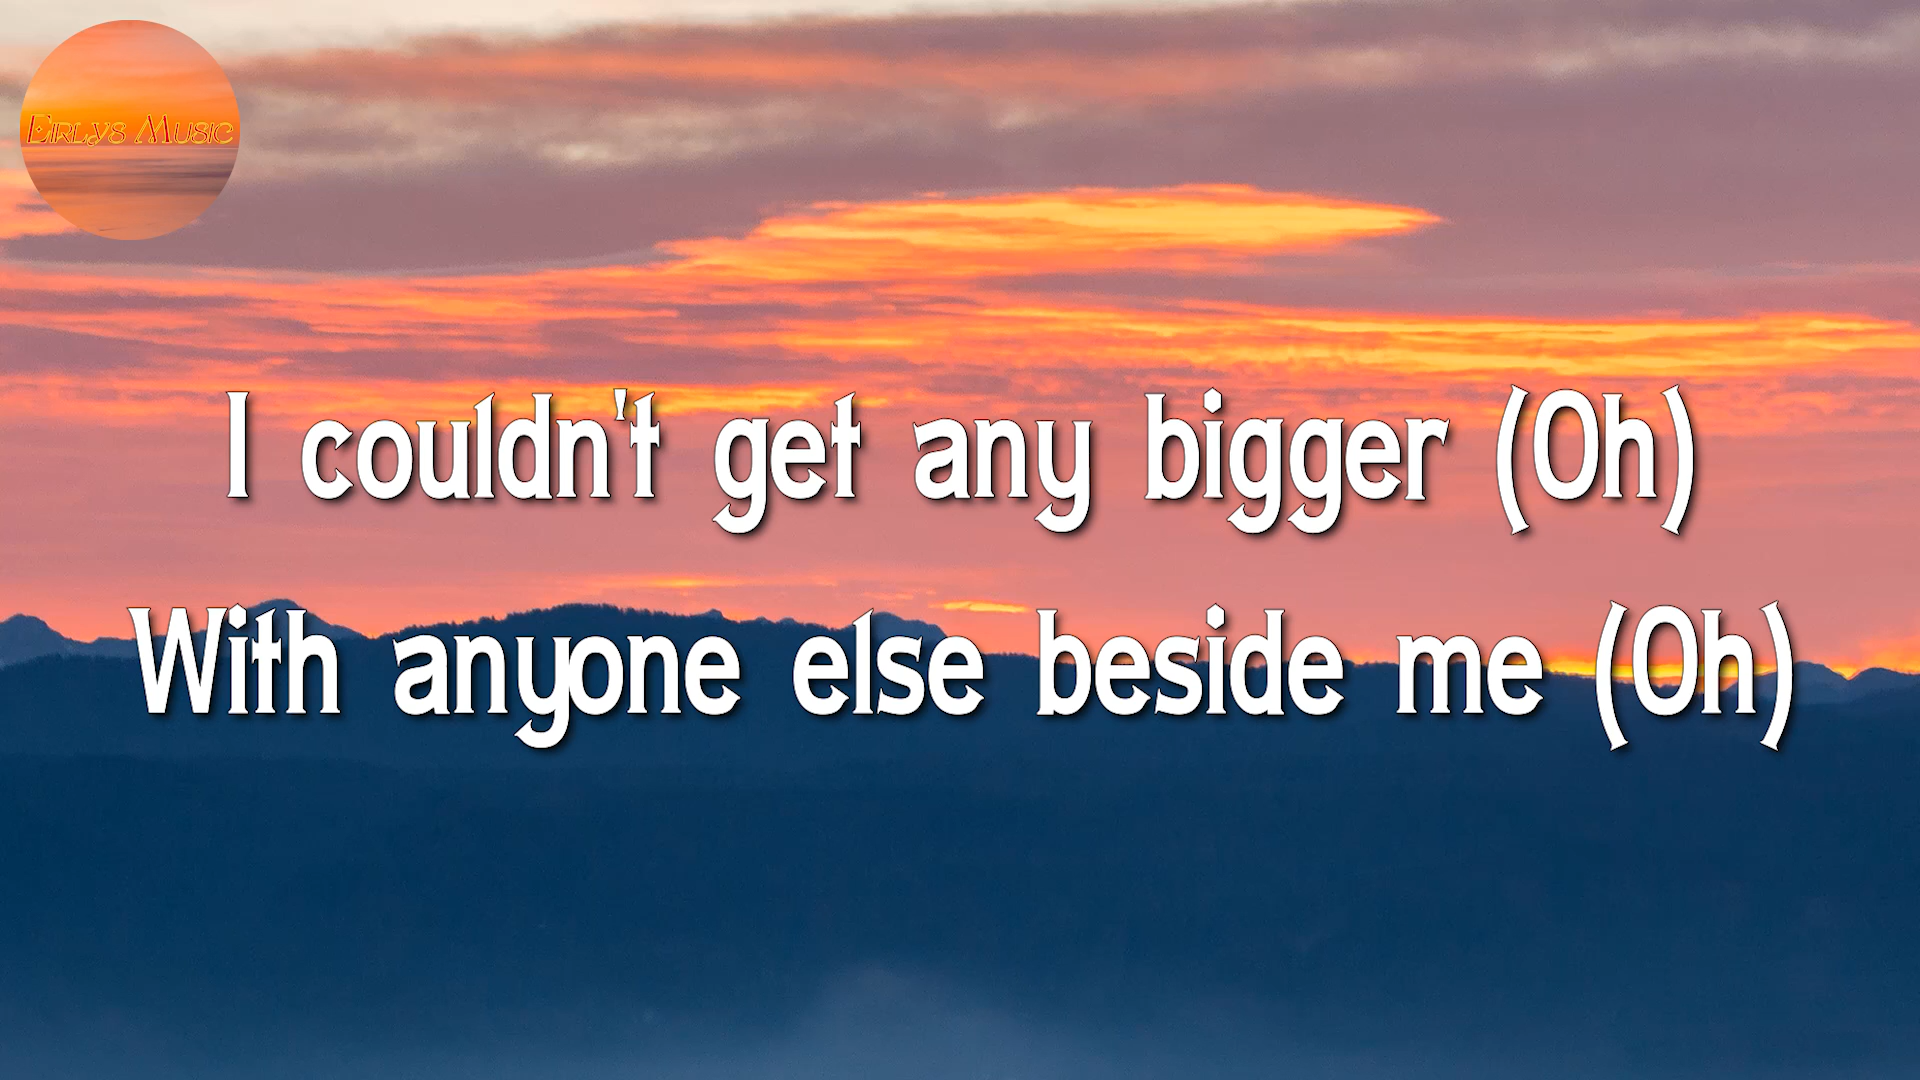 Eirlys Music
I couldn't get any bigger (Oh)
With anyone else beside me (Oh)